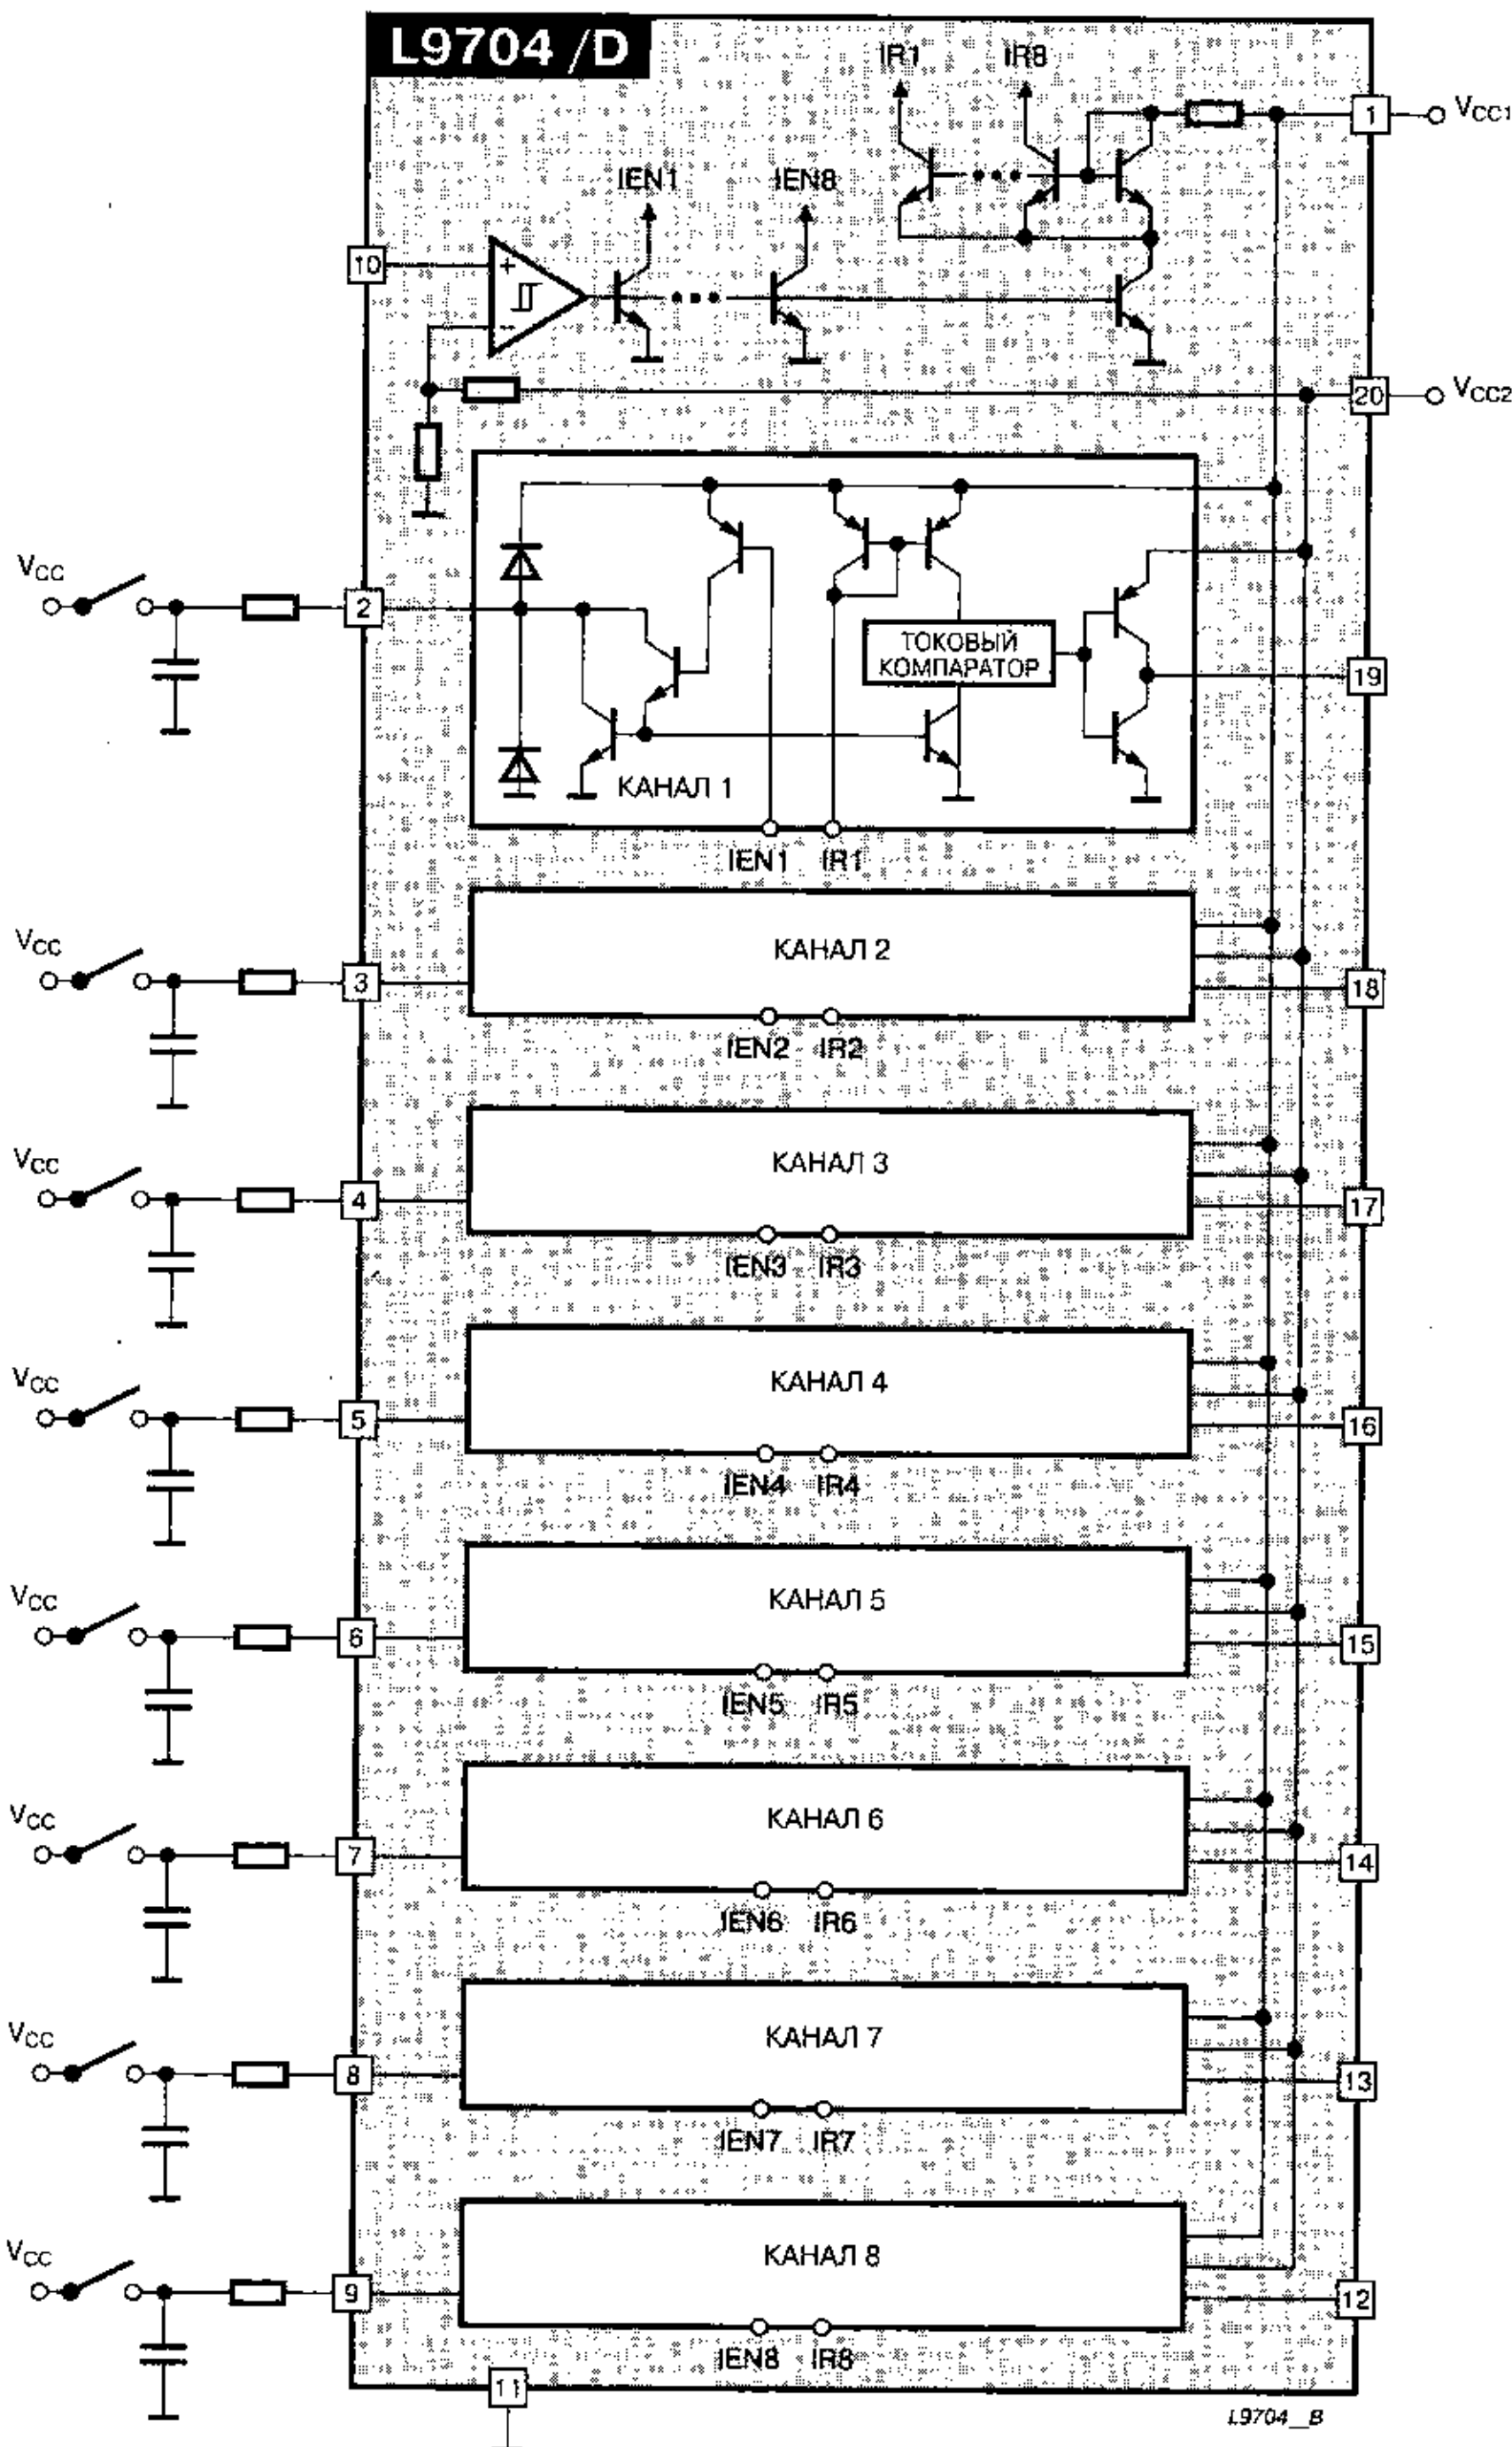 L9704 /D
IR1 IR8
1 VCC1
IEN1 IEN8
10
+
-
20 VCC2
VCC
2
ТОКОВЫЙ
КОМПАРАТОР
19
КАНАЛ 1
IEN1 IR1
VCC
3
КАНАЛ 2
18
IEN2 IR2
VCC
4
КАНАЛ 3
17
IEN3 IR3
VCC
5
КАНАЛ 4
16
IEN4 IR4
VCC
6
КАНАЛ 5
15
IEN5 IR5
VCC
7
КАНАЛ 6
14
IEN6 IR6
VCC
8
КАНАЛ 7
13
IEN7 IR7
VCC
9
КАНАЛ 8
12
IEN8 IR8
11
L9704_B